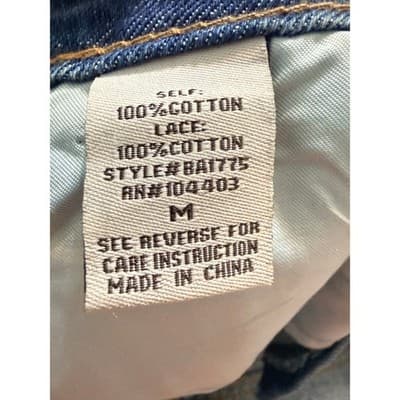 SELF:
100%COTTON
LACE:
100%COTTON
STYLE#BA1775
RN#104403
M
SEE REVERSE FOR
CARE INSTRUCTION
MADE IN CHINA